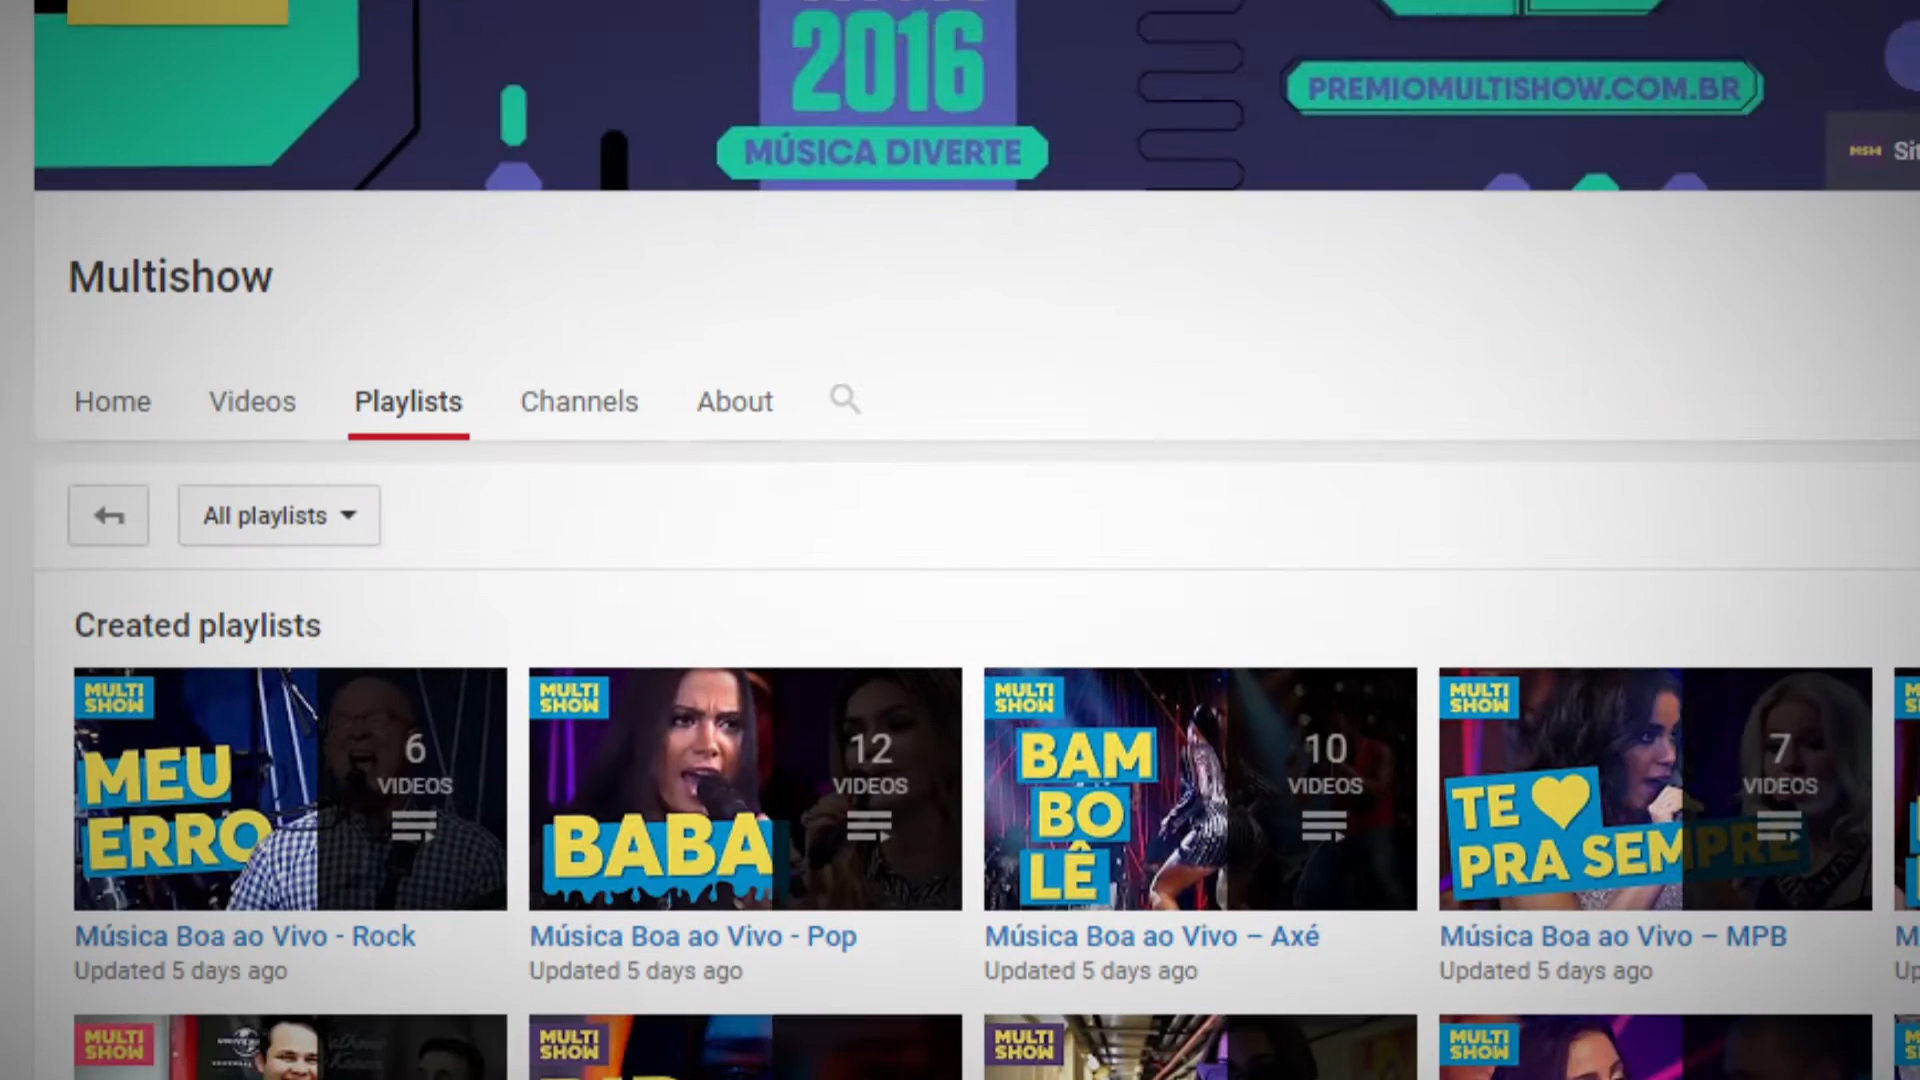 2016
MÚSICA DIVERTE
PREMIOMULTISHOW.COM.BR
MSW
Multishow
Home Videos Playlists Channels About
All playlists
Created playlists
MULTI
SHOW
MEU
ERRO
6
VIDEOS
MULTI
SHOW
BABA
12
VIDEOS
MULTI
SHOW
BAM
BO
LÊ
10
VIDEOS
MULTI
SHOW
TE
PRA SEMPRE
7
VIDEOS
Música Boa ao Vivo - Rock
Updated 5 days ago
Música Boa ao Vivo - Pop
Updated 5 days ago
Música Boa ao Vivo – Axé
Updated 5 days ago
Música Boa ao Vivo – MPB
Updated 5 days ago
MULTI
SHOW
MULTI
SHOW
MULTI
SHOW
MULTI
SHOW